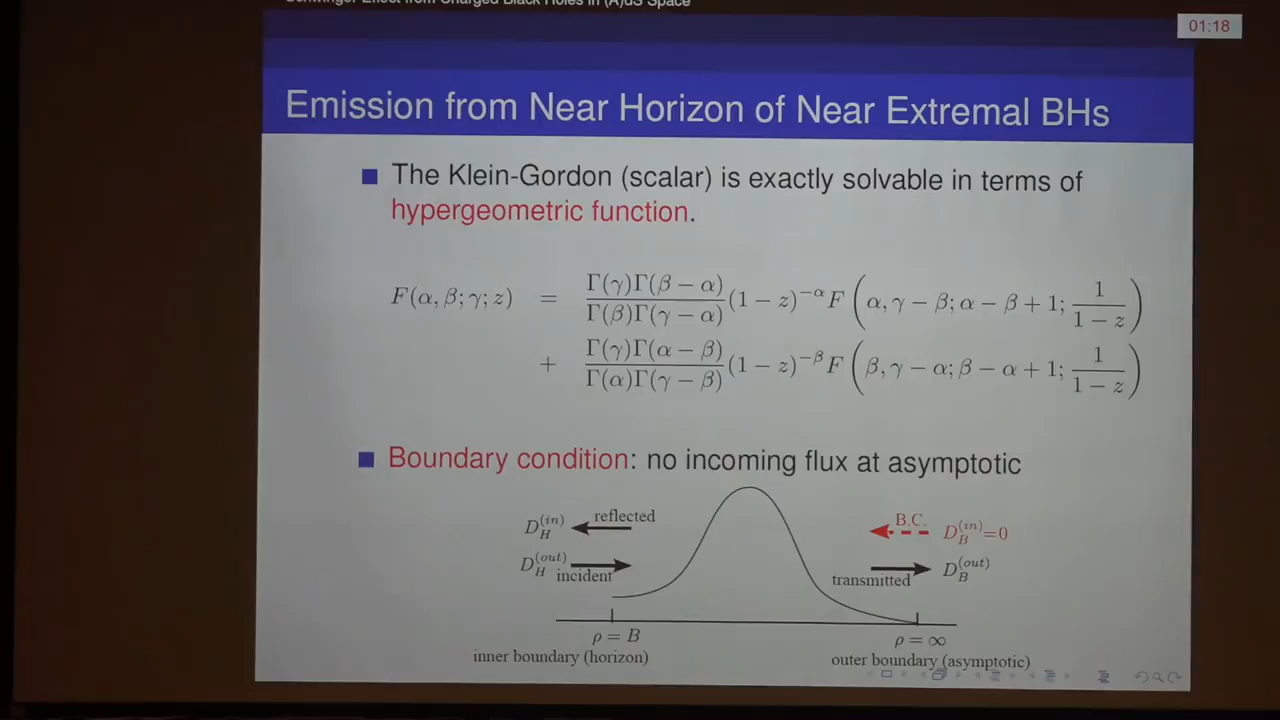 Schwinger Effect from Charged Black Holes in (A)dS Space
01:18
Emission from Near Horizon of Near Extremal BHs
The Klein-Gordon (scalar) is exactly solvable in terms of
hypergeometric function.
F(α, β; γ; z) = Γ(γ)Γ(β − α) / Γ(β)Γ(γ − α) (1 − z)^{−α} F(α, γ − β; α − β + 1; 1 / (1 − z))
+ Γ(γ)Γ(α − β) / Γ(α)Γ(γ − β) (1 − z)^{−β} F(β, γ − α; β − α + 1; 1 / (1 − z))
Boundary condition: no incoming flux at asymptotic
D_H^{(in)} reflected
B.C. D_B^{(in)}=0
D_H^{(out)} incident
transmitted D_B^{(out)}
ρ = B
ρ = ∞
inner boundary (horizon)
outer boundary (asymptotic)